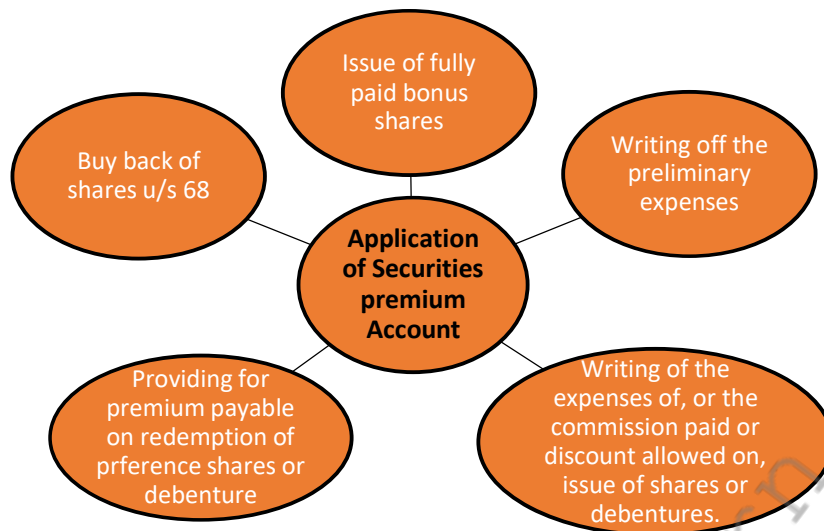 Issue of fully
paid bonus
shares
Buy back of
shares u/s 68
Writing off the
preliminary
expenses
Application
of Securities
premium
Account
Providing for
premium payable
on redemption of
prference shares or
debenture
Writing of the
expenses of, or the
commission paid or
discount allowed on,
issue of shares or
debentures.